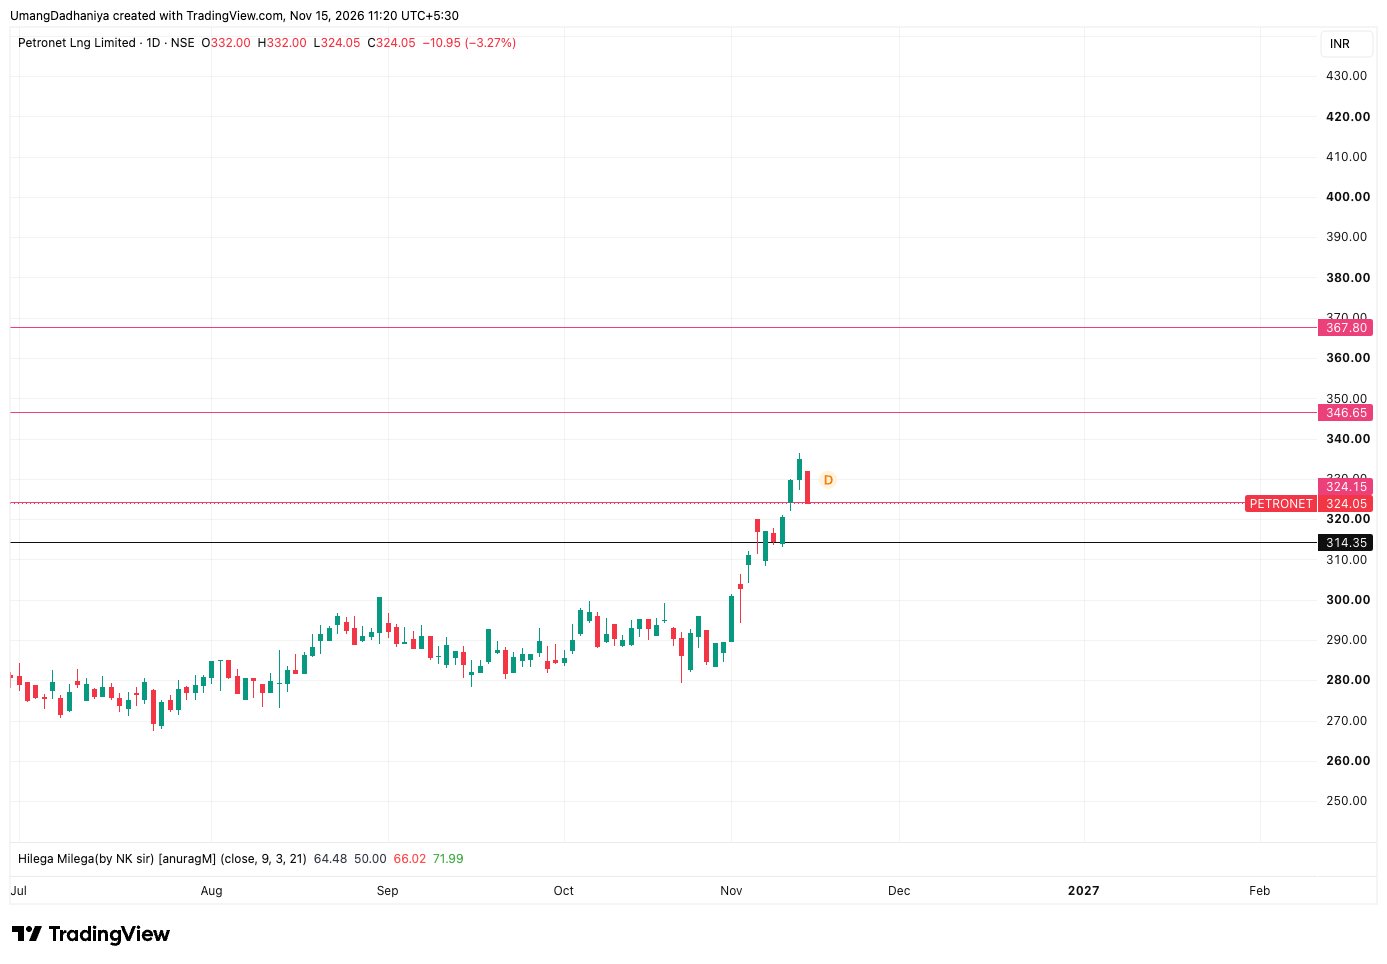 UmangDadhaniya created with TradingView.com, Nov 15, 2026 11:20 UTC+5:30
Petronet Lng Limited · 1D · NSE O332.00 H332.00 L324.05 C324.05 −10.95 (−3.27%)
INR
430.00
420.00
410.00
400.00
390.00
380.00
370.00
367.80
360.00
350.00
346.65
340.00
D
330.00
324.15
PETRONET 324.05
320.00
314.35
310.00
300.00
290.00
280.00
270.00
260.00
250.00
Hilega Milega(by NK sir) [anuragM] (close, 9, 3, 21) 64.48 50.00 66.02 71.99
Jul Aug Sep Oct Nov Dec 2027 Feb
TradingView